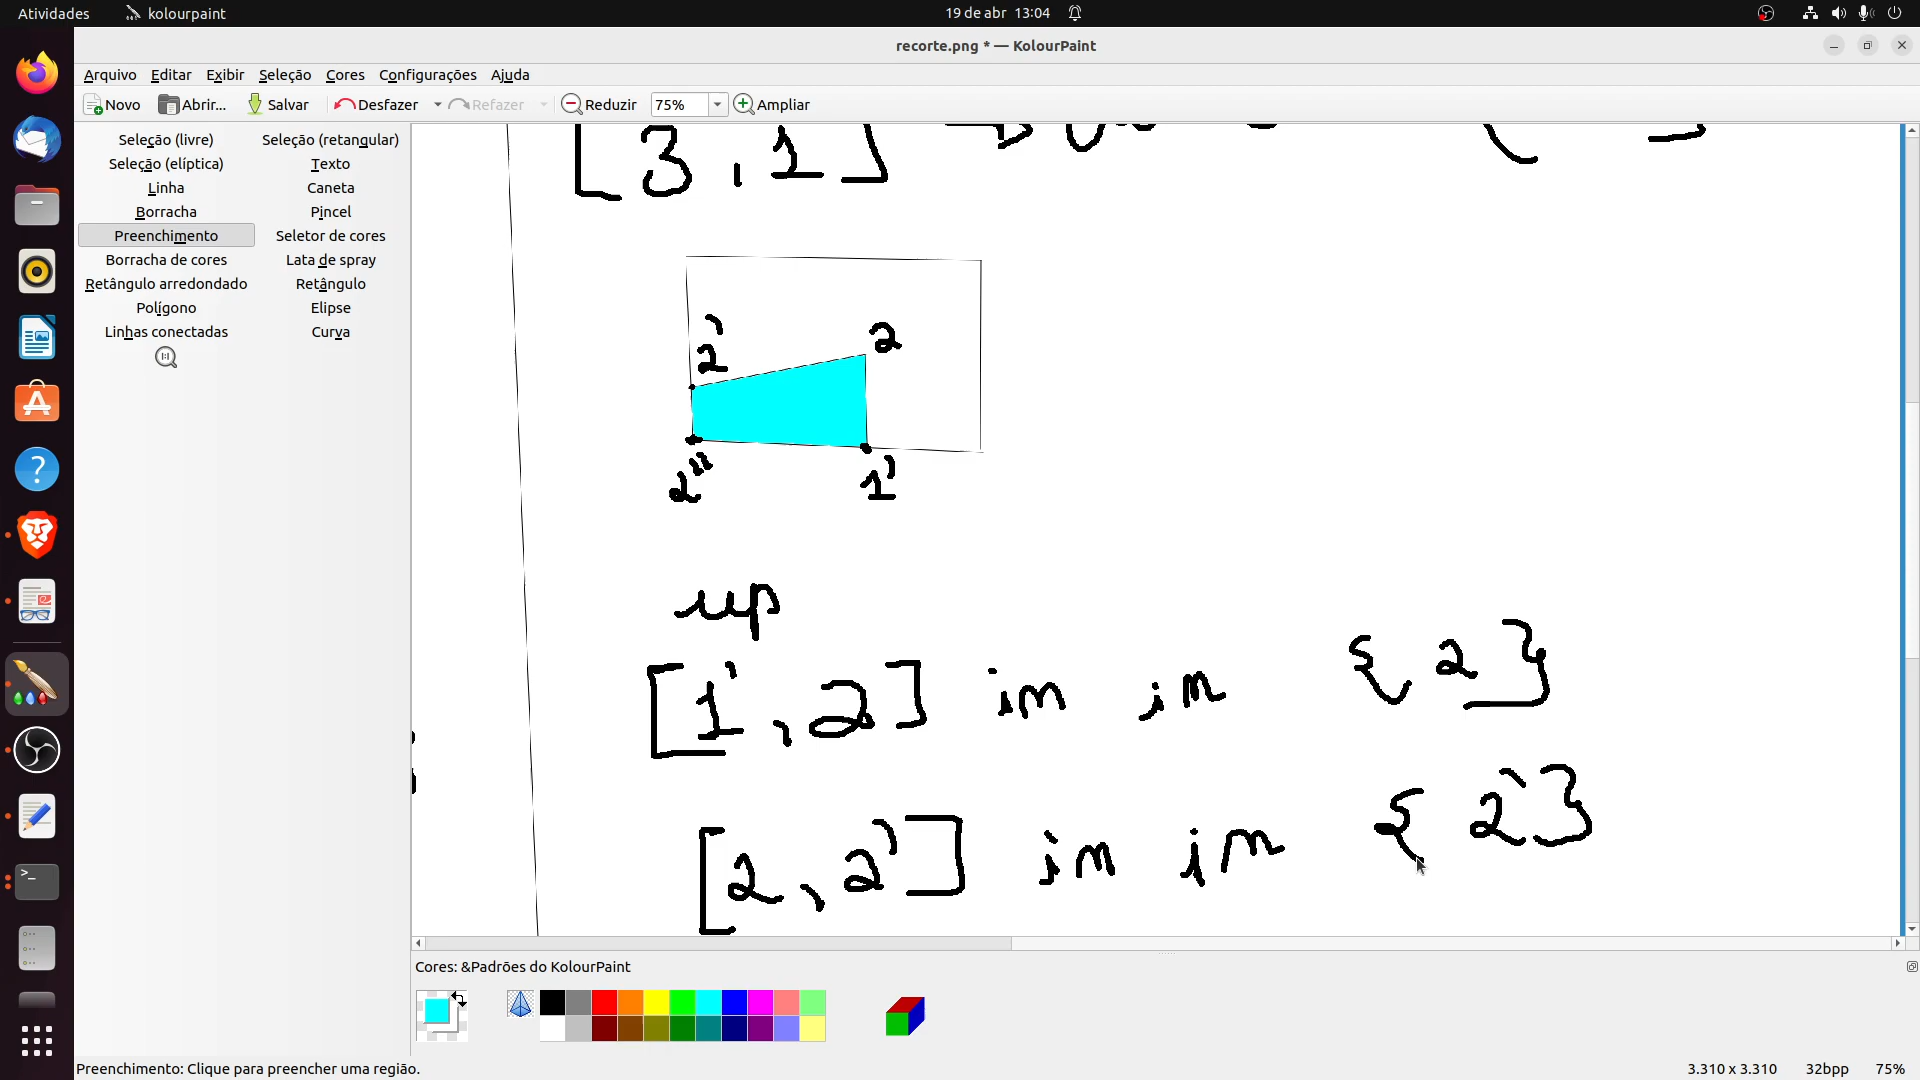 Atividades kolourpaint 19 de abr 13:04
recorte.png * — KolourPaint
Arquivo Editar Exibir Seleção Cores Configurações Ajuda
Novo Abrir... Salvar Desfazer Refazer Reduzir 75% Ampliar
Seleção (livre) Seleção (retangular)
Seleção (elíptica) Texto
Linha Caneta
Borracha Pincel
Preenchimento Seletor de cores
Borracha de cores Lata de spray
Retângulo arredondado Retângulo
Polígono Elipse
Linhas conectadas Curva
[3,1]
2' 2
2'' 1'
up
[1',2] in in {2}
[2,2'] in in {2'}
Cores: &Padrões do KolourPaint
Preenchimento: Clique para preencher uma região. 3.310 x 3.310 32bpp 75%